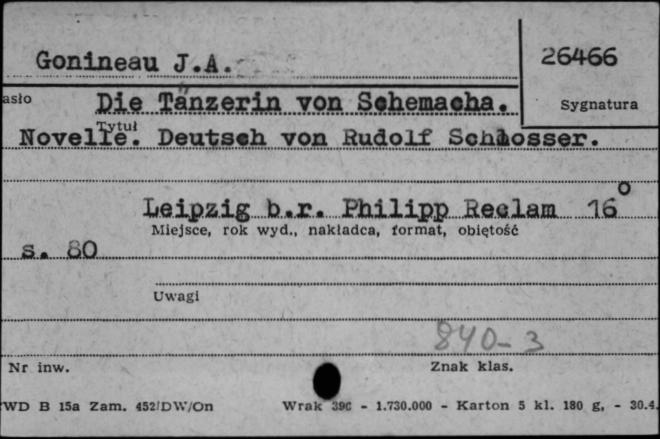 Gonineau J.A.
26466
asło
Die Tänzerin von Schemacha.
Sygnatura
Tytuł
Novelle. Deutsch von Rudolf Schlosser.
Leipzig b.r. Philipp Reclam 16°
Miejsce, rok wyd., nakładca, format, obiętość
s. 80
Uwagi
840-3
Nr inw.
Znak klas.
WD B 15a Zam. 452/DW/On Wrak 390 - 1.730.000 - Karton 5 kl. 180 g, - 30.4.